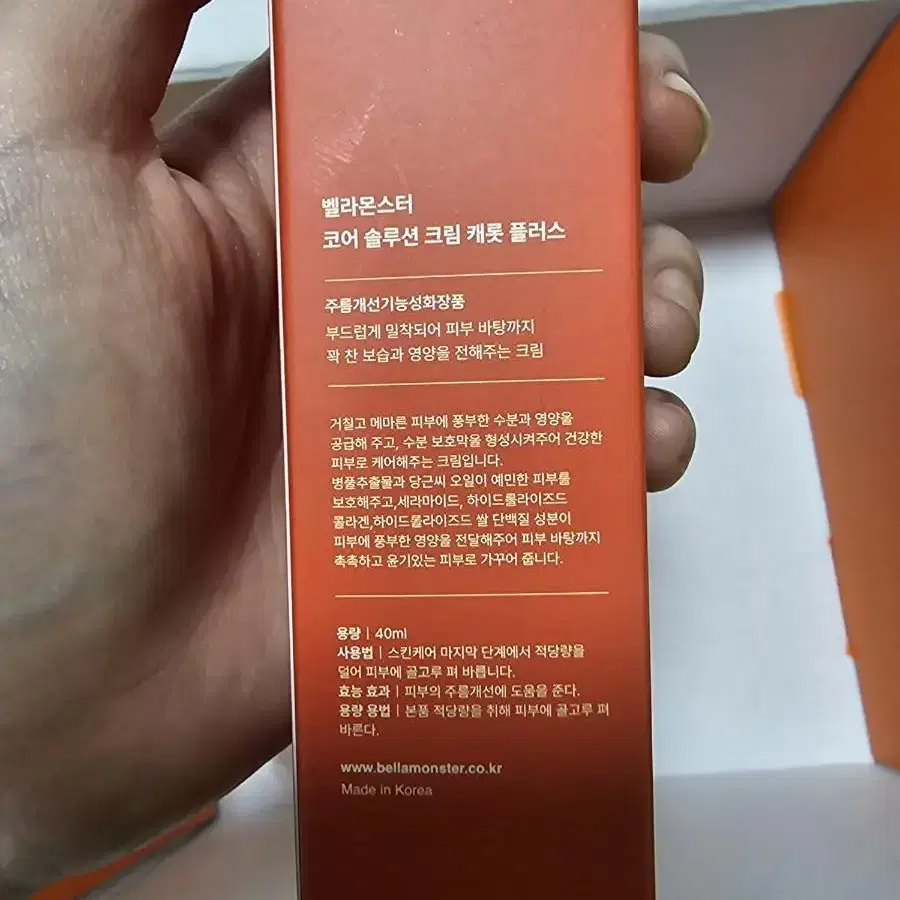 벨라몬스터
코어 솔루션 크림 캐롯 플러스
주름개선기능성화장품
부드럽게 밀착되어 피부 바탕까지
꽉 찬 보습과 영양을 전해주는 크림
거칠고 메마른 피부에 풍부한 수분과 영양을
공급해 주고, 수분 보호막을 형성시켜주어 건강한
피부로 케어해주는 크림입니다.
병풀추출물과 당근씨 오일이 예민한 피부를
보호해주고,세라마이드, 하이드롤라이즈드
콜라겐,하이드롤라이즈드 쌀 단백질 성분이
피부에 풍부한 영양을 전달해주어 피부 바탕까지
촉촉하고 윤기있는 피부로 가꾸어 줍니다.
용량 | 40ml
사용법 | 스킨케어 마지막 단계에서 적당량을
덜어 피부에 골고루 펴 바릅니다.
효능 효과 | 피부의 주름개선에 도움을 준다.
용량 용법 | 본품 적당량을 취해 피부에 골고루 펴
바른다.
www.bellamonster.co.kr
Made in Korea